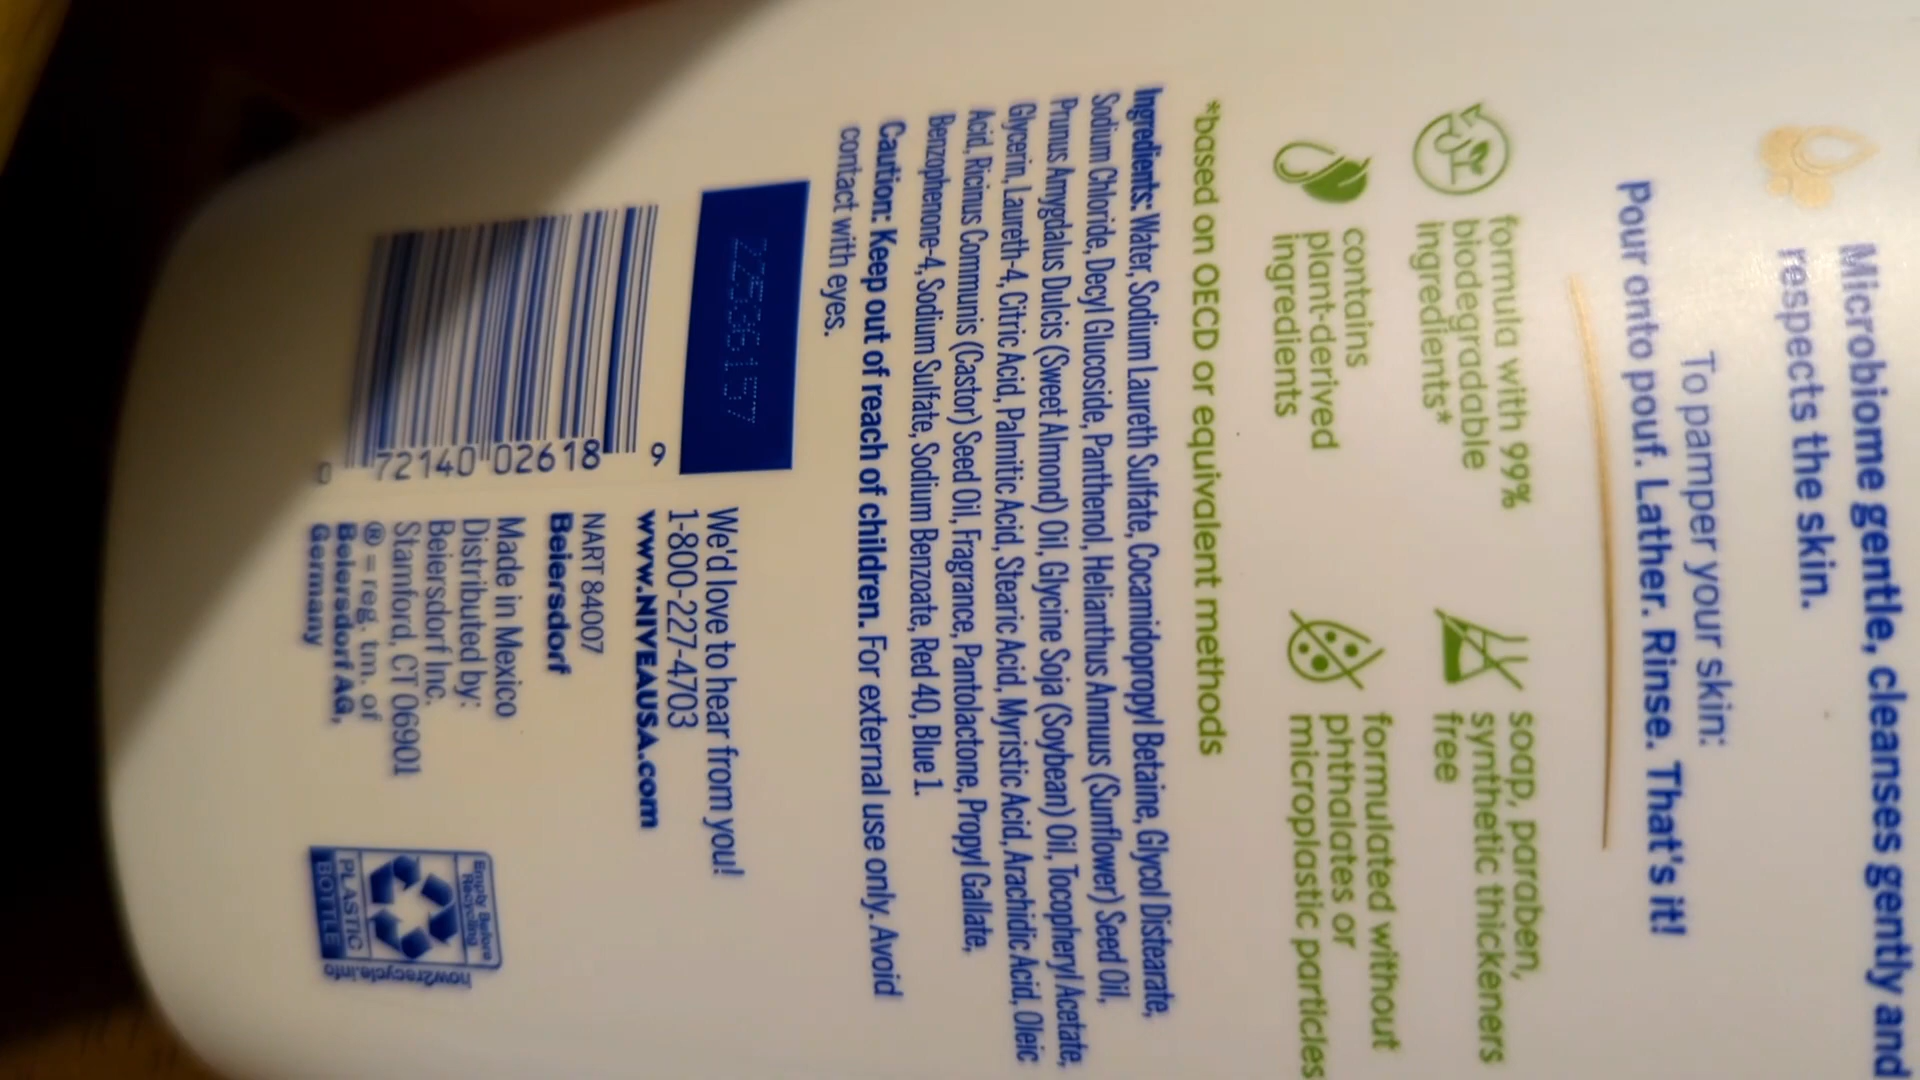 Microbiome gentle, cleanses gently and
respects the skin.
To pamper your skin:
Pour onto pouf. Lather. Rinse. That's it!
formula with 99%
biodegradable
ingredients*
soap, paraben,
synthetic thickeners
free
contains
plant-derived
ingredients
formulated without
phthalates or
microplastic particles
*based on OECD or equivalent methods
Ingredients: Water, Sodium Laureth Sulfate, Cocamidopropyl Betaine, Glycol Distearate,
Sodium Chloride, Decyl Glucoside, Panthenol, Helianthus Annuus (Sunflower) Seed Oil,
Prunus Amygdalus Dulcis (Sweet Almond) Oil, Glycine Soja (Soybean) Oil, Tocopheryl Acetate,
Glycerin, Laureth-4, Citric Acid, Palmitic Acid, Stearic Acid, Myristic Acid, Arachidic Acid, Oleic
Acid, Ricinus Communis (Castor) Seed Oil, Fragrance, Pantolactone, Propyl Gallate,
Benzophenone-4, Sodium Sulfate, Sodium Benzoate, Red 40, Blue 1.
Caution: Keep out of reach of children. For external use only. Avoid
contact with eyes.
0 72140 02618 9
We'd love to hear from you!
1-800-227-4703
www.NIVEAUSA.com
NART 84007
Beiersdorf
Made in Mexico
Distributed by:
Beiersdorf Inc.
Stamford, CT 06901
® = reg. tm. of
Beiersdorf AG,
Germany
Empty Before
Recycling
PLASTIC
BOTTLE
now2recycle.info